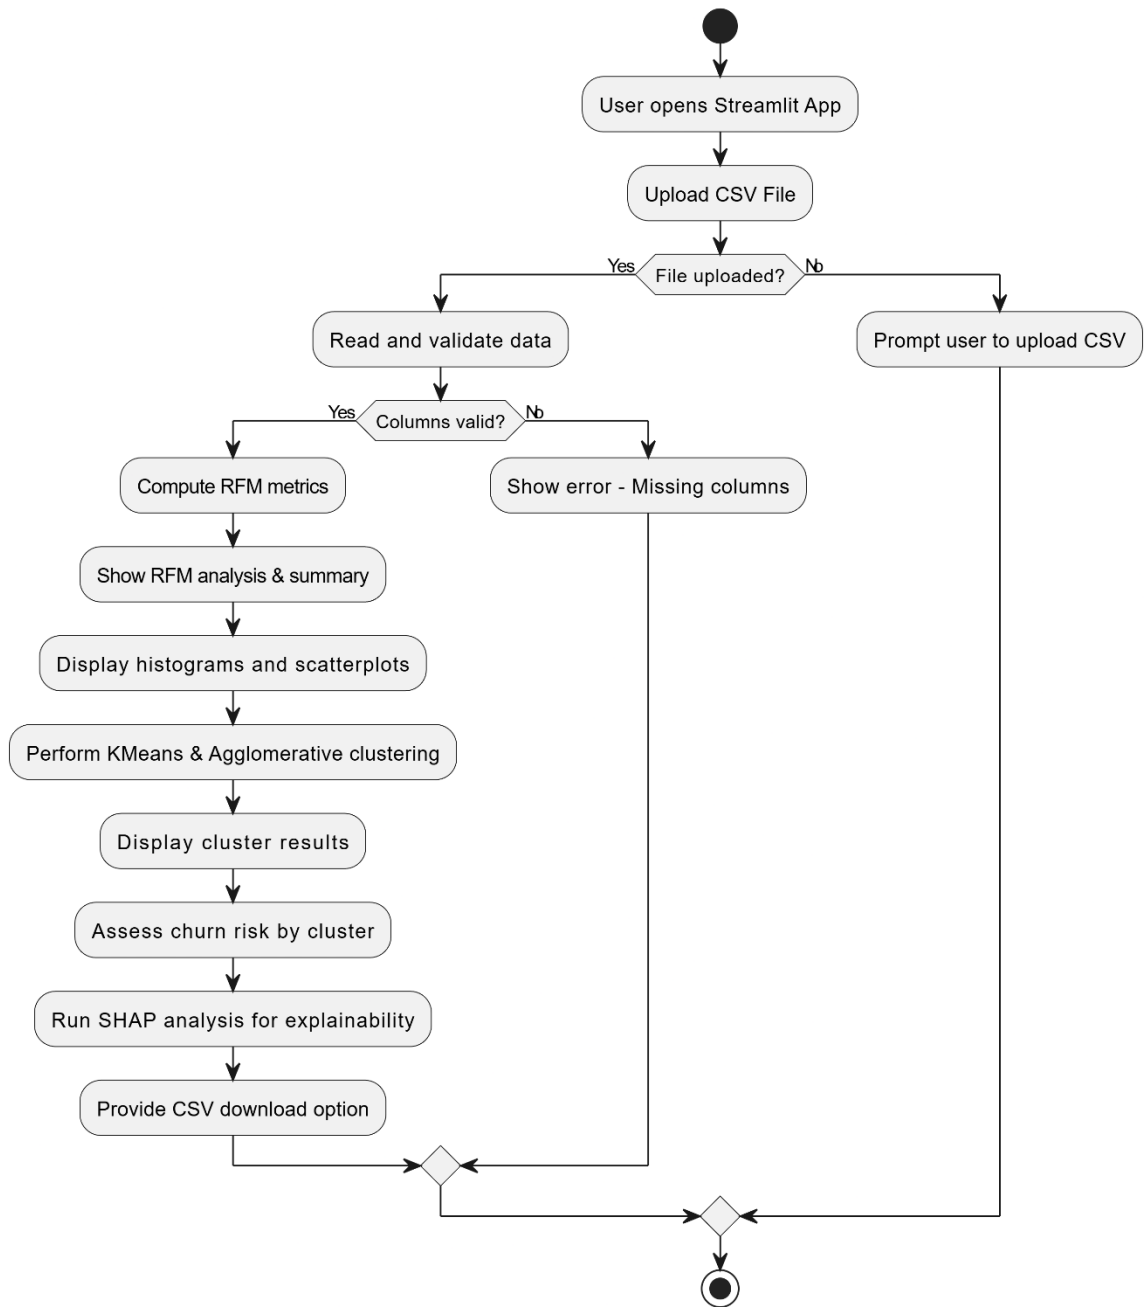 User opens Streamlit App
Upload CSV File
Yes
File uploaded?
No
Read and validate data
Prompt user to upload CSV
Yes
Columns valid?
No
Compute RFM metrics
Show error - Missing columns
Show RFM analysis & summary
Display histograms and scatterplots
Perform KMeans & Agglomerative clustering
Display cluster results
Assess churn risk by cluster
Run SHAP analysis for explainability
Provide CSV download option